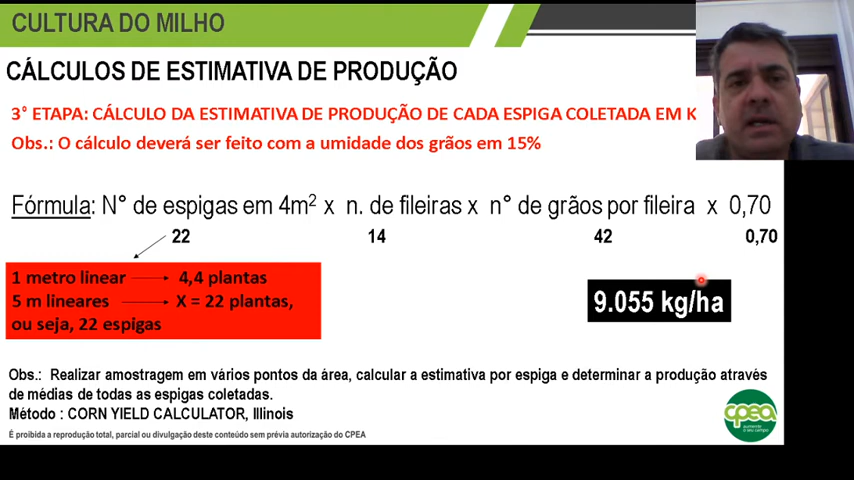 CULTURA DO MILHO
CÁLCULOS DE ESTIMATIVA DE PRODUÇÃO
3° ETAPA: CÁLCULO DA ESTIMATIVA DE PRODUÇÃO DE CADA ESPIGA COLETADA EM K
Obs.: O cálculo deverá ser feito com a umidade dos grãos em 15%
Fórmula: N° de espigas em 4m² x n. de fileiras x n° de grãos por fileira x 0,70
22 14 42 0,70
1 metro linear → 4,4 plantas
5 m lineares → X = 22 plantas,
ou seja, 22 espigas
9.055 kg/ha
Obs.: Realizar amostragem em vários pontos da área, calcular a estimativa por espiga e determinar a produção através
de médias de todas as espigas coletadas.
Método : CORN YIELD CALCULATOR, Illinois
É proibida a reprodução total, parcial ou divulgação deste conteúdo sem prévia autorização do CPEA
cpea
aumente
o seu campo